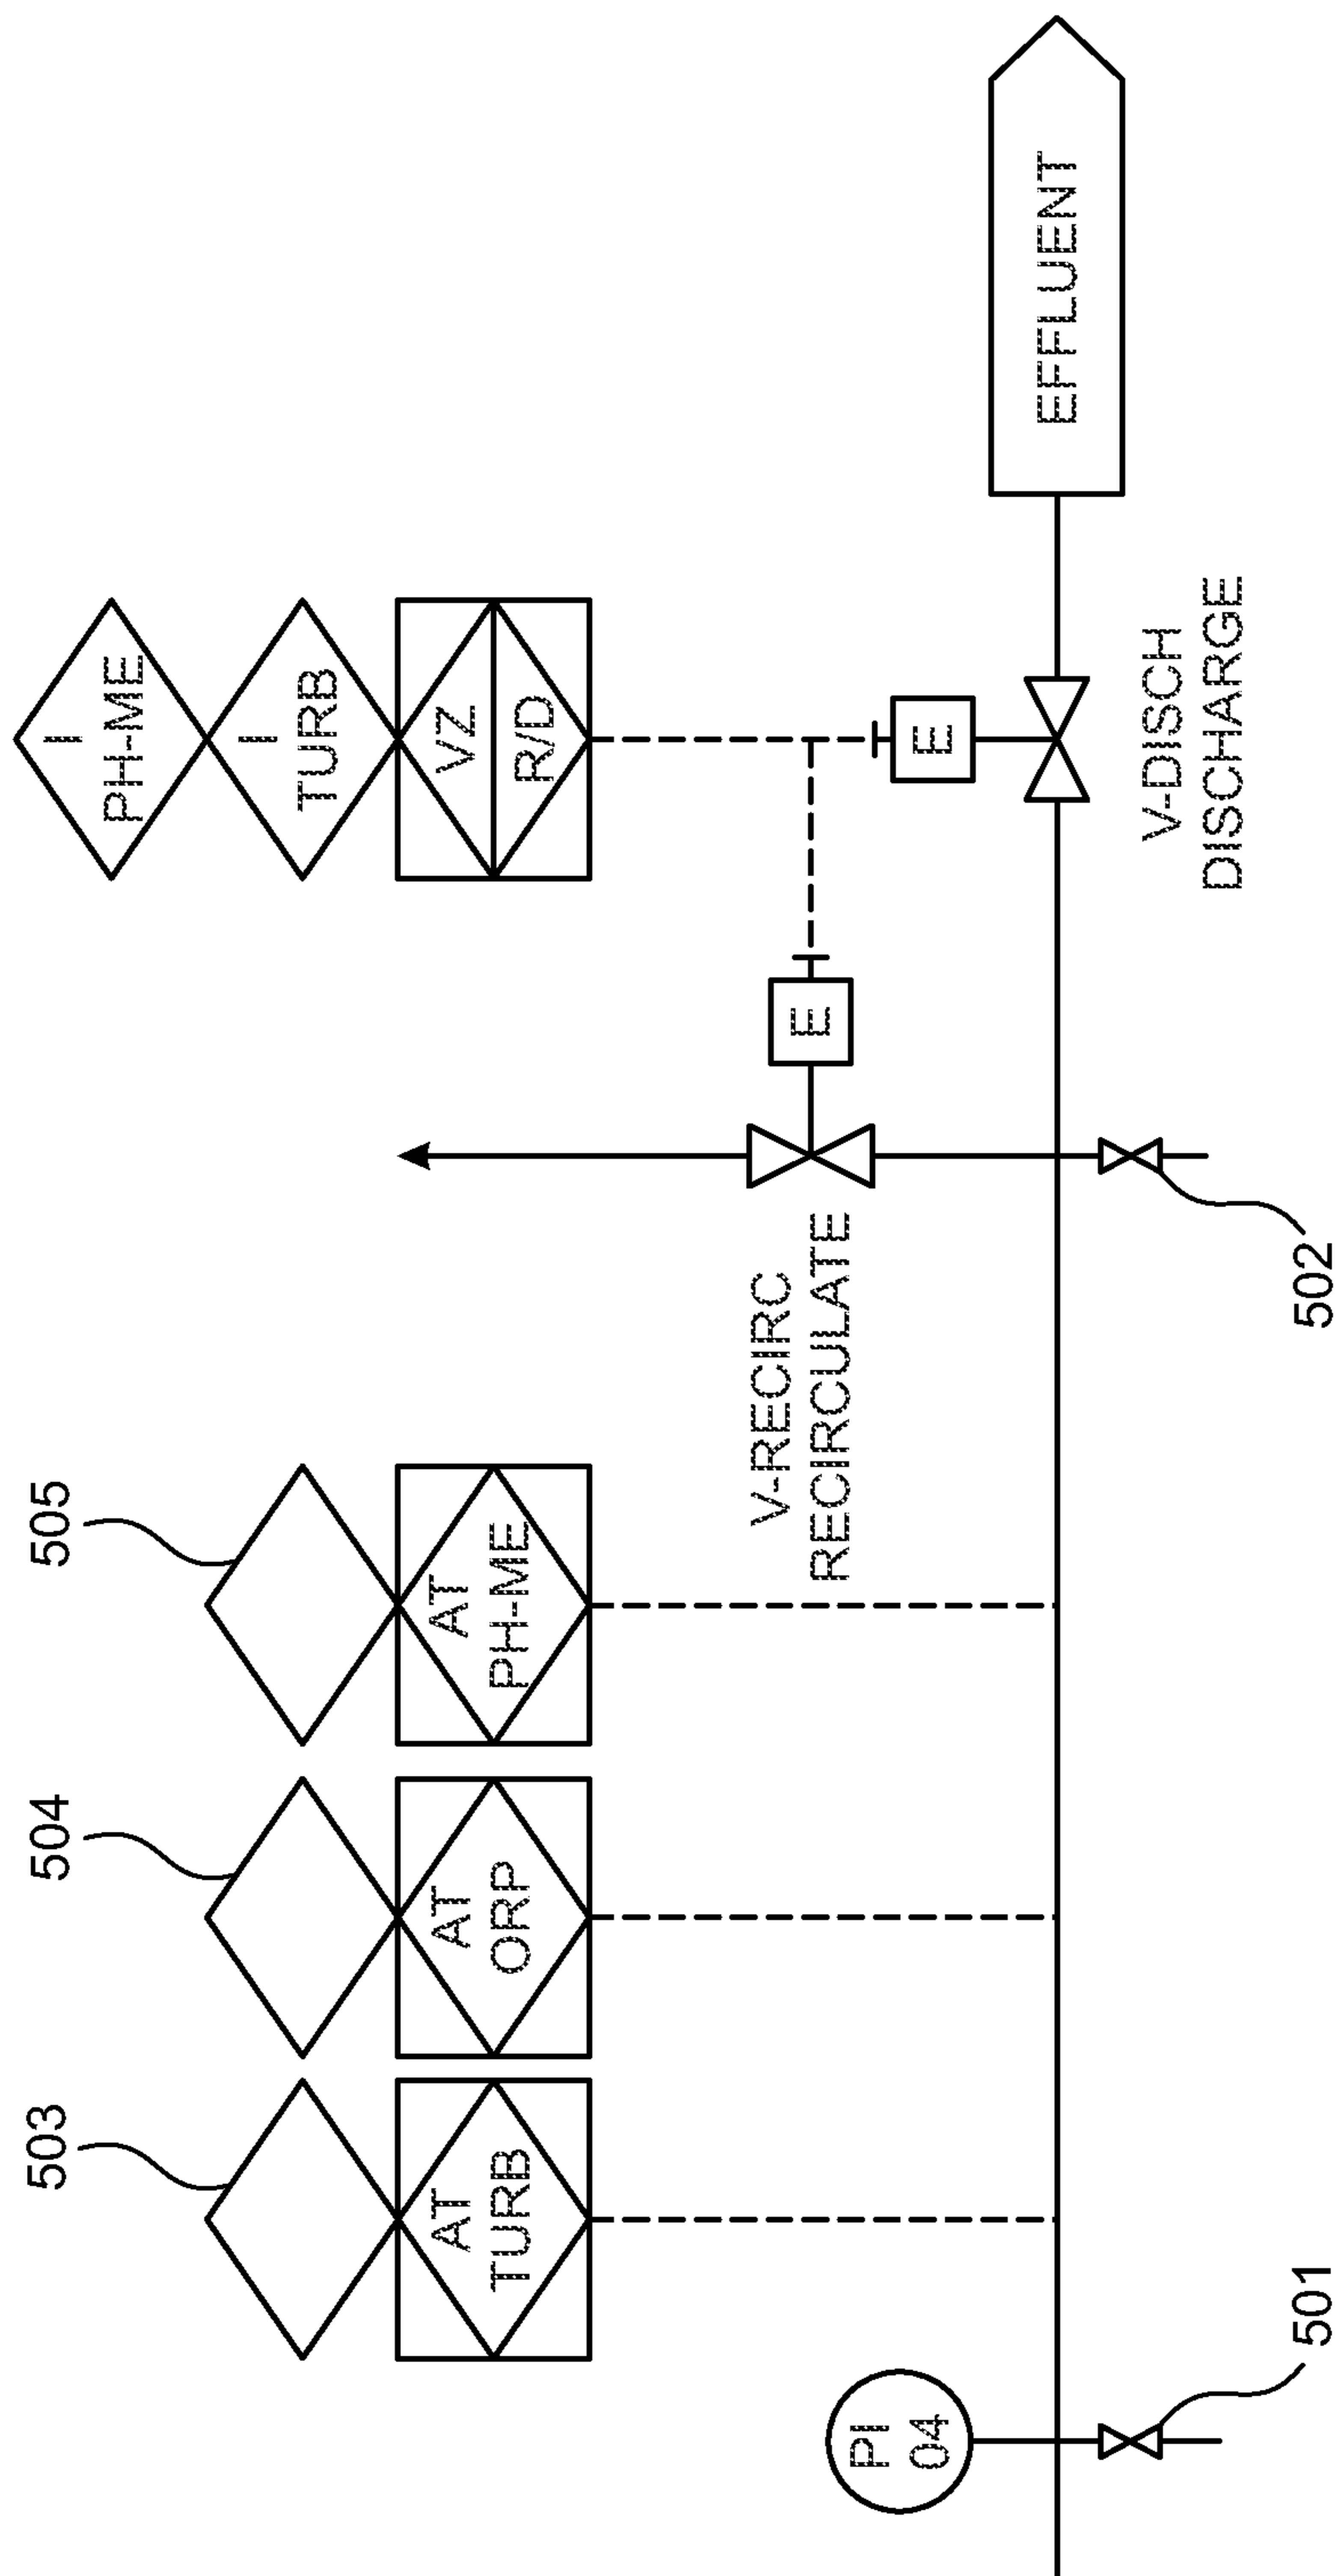 503
504
505
I
PH-ME
I
TURB
AT
TURB
AT
ORP
AT
PH-ME
VZ
R/D
V-RECIRC
RECIRCULATE
E
E
PI
04
EFFLUENT
V-DISCH
DISCHARGE
501
502